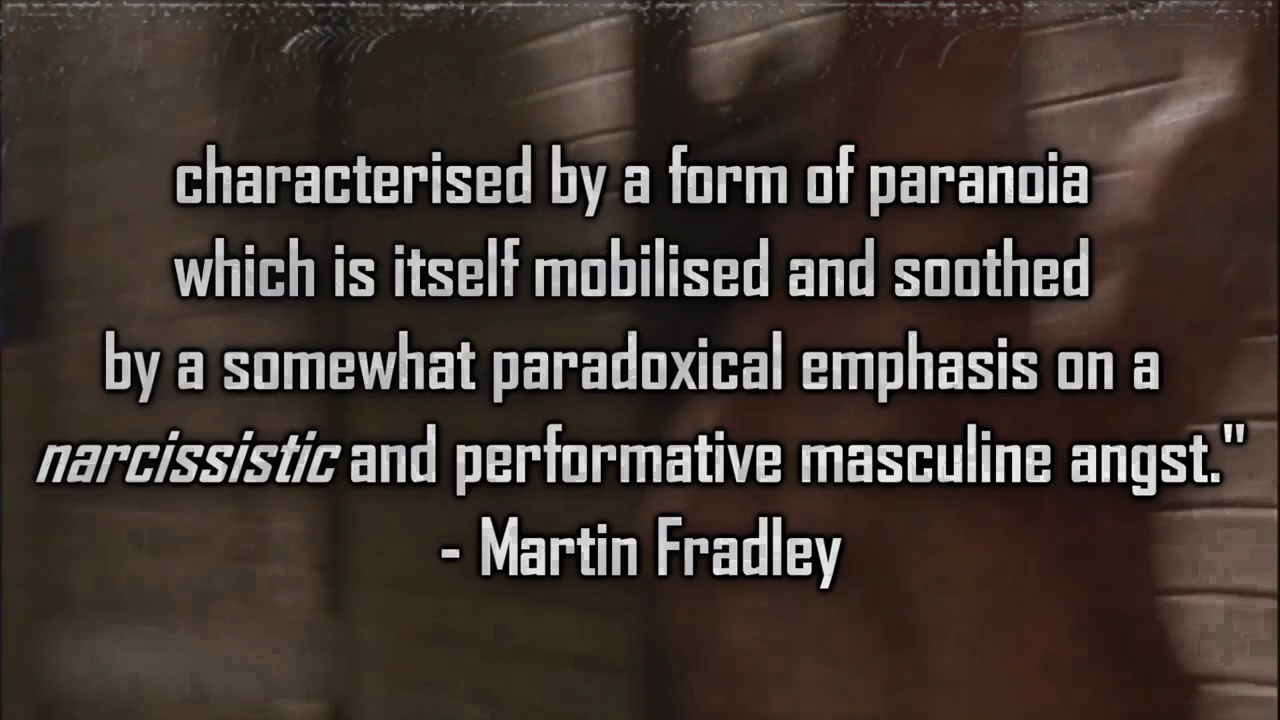 characterised by a form of paranoia
which is itself mobilised and soothed
by a somewhat paradoxical emphasis on a
narcissistic and performative masculine angst."
- Martin Fradley